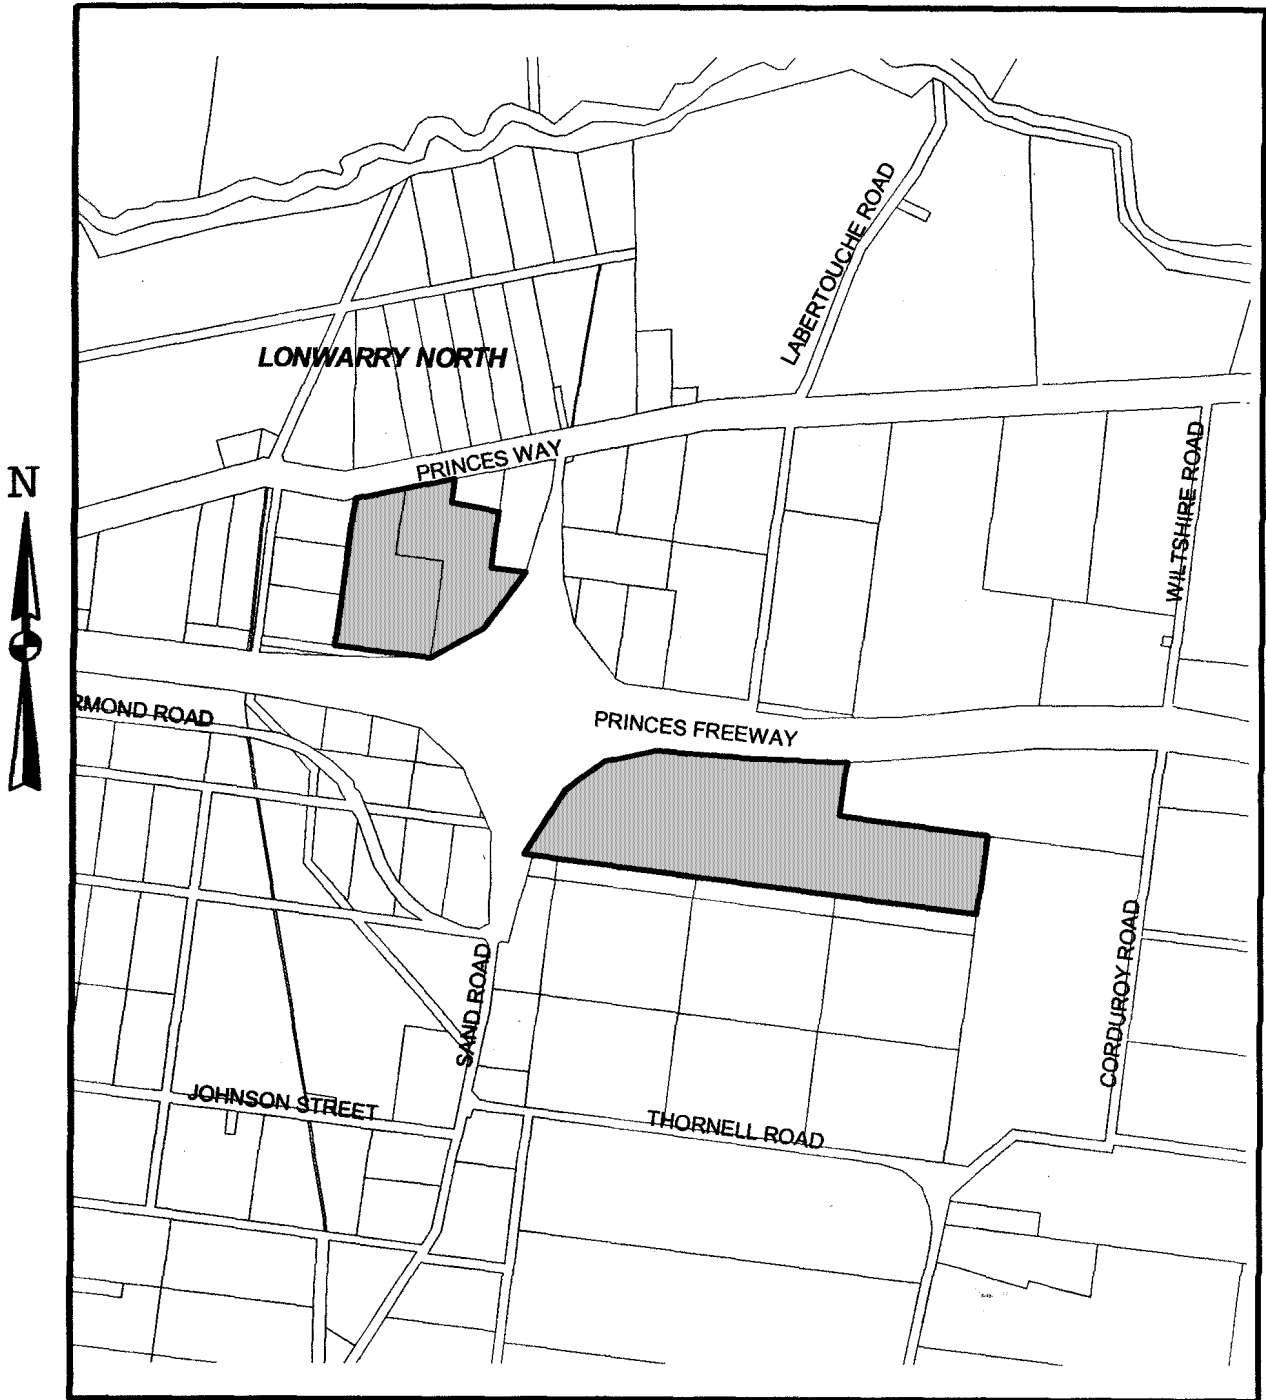 LABERTOUCHE ROAD
LONWARRY NORTH
PRINCES WAY
WILTSHIRE ROAD
N
RMOND ROAD
PRINCES FREEWAY
SAND ROAD
CORDUROY ROAD
JOHNSON STREET
THORNELL ROAD